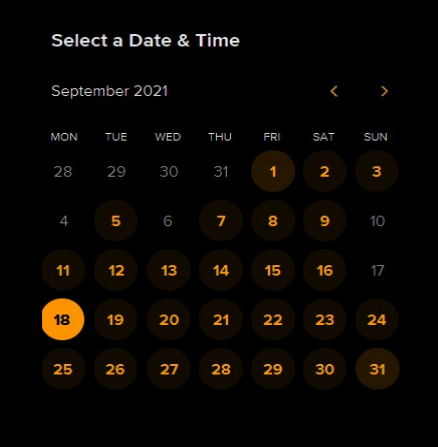 Select a Date & Time
September 2021
MON TUE WED THU FRI SAT SUN
28 29 30 31 1 2 3
4 5 6 7 8 9 10
11 12 13 14 15 16 17
18 19 20 21 22 23 24
25 26 27 28 29 30 31